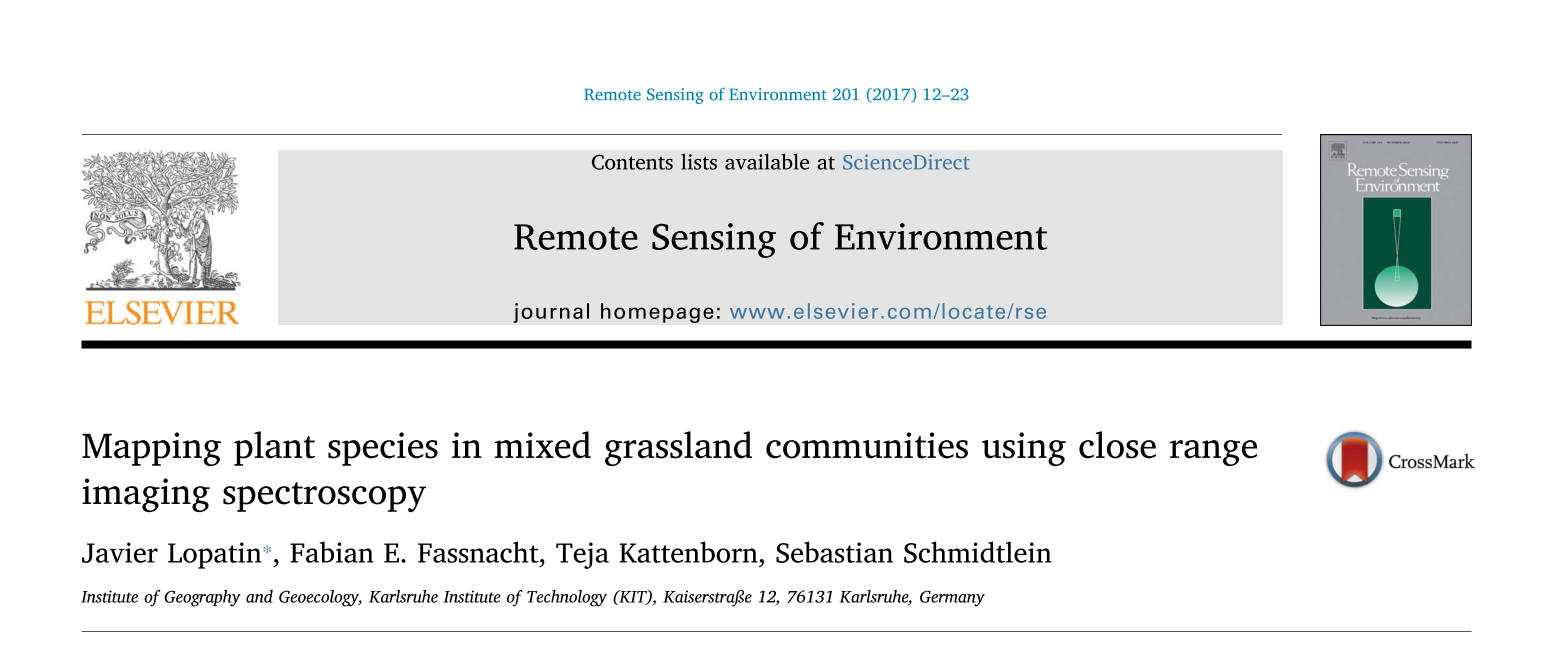 Remote Sensing of Environment 201 (2017) 12–23
Contents lists available at ScienceDirect
Remote Sensing of Environment
journal homepage: www.elsevier.com/locate/rse
NON SOLUS
ELSEVIER
Remote Sensing
of
Environment
Mapping plant species in mixed grassland communities using close range
imaging spectroscopy
CrossMark
Javier Lopatin*, Fabian E. Fassnacht, Teja Kattenborn, Sebastian Schmidtlein
Institute of Geography and Geoecology, Karlsruhe Institute of Technology (KIT), Kaiserstraße 12, 76131 Karlsruhe, Germany